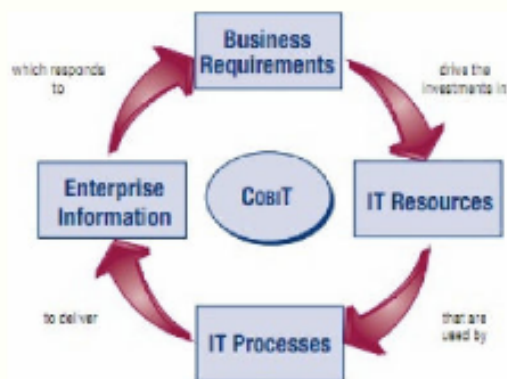 Business
Requirements
which responds
to
drive the
investments in
Enterprise
Information
COBIT
IT Resources
to deliver
IT Processes
that are
used by